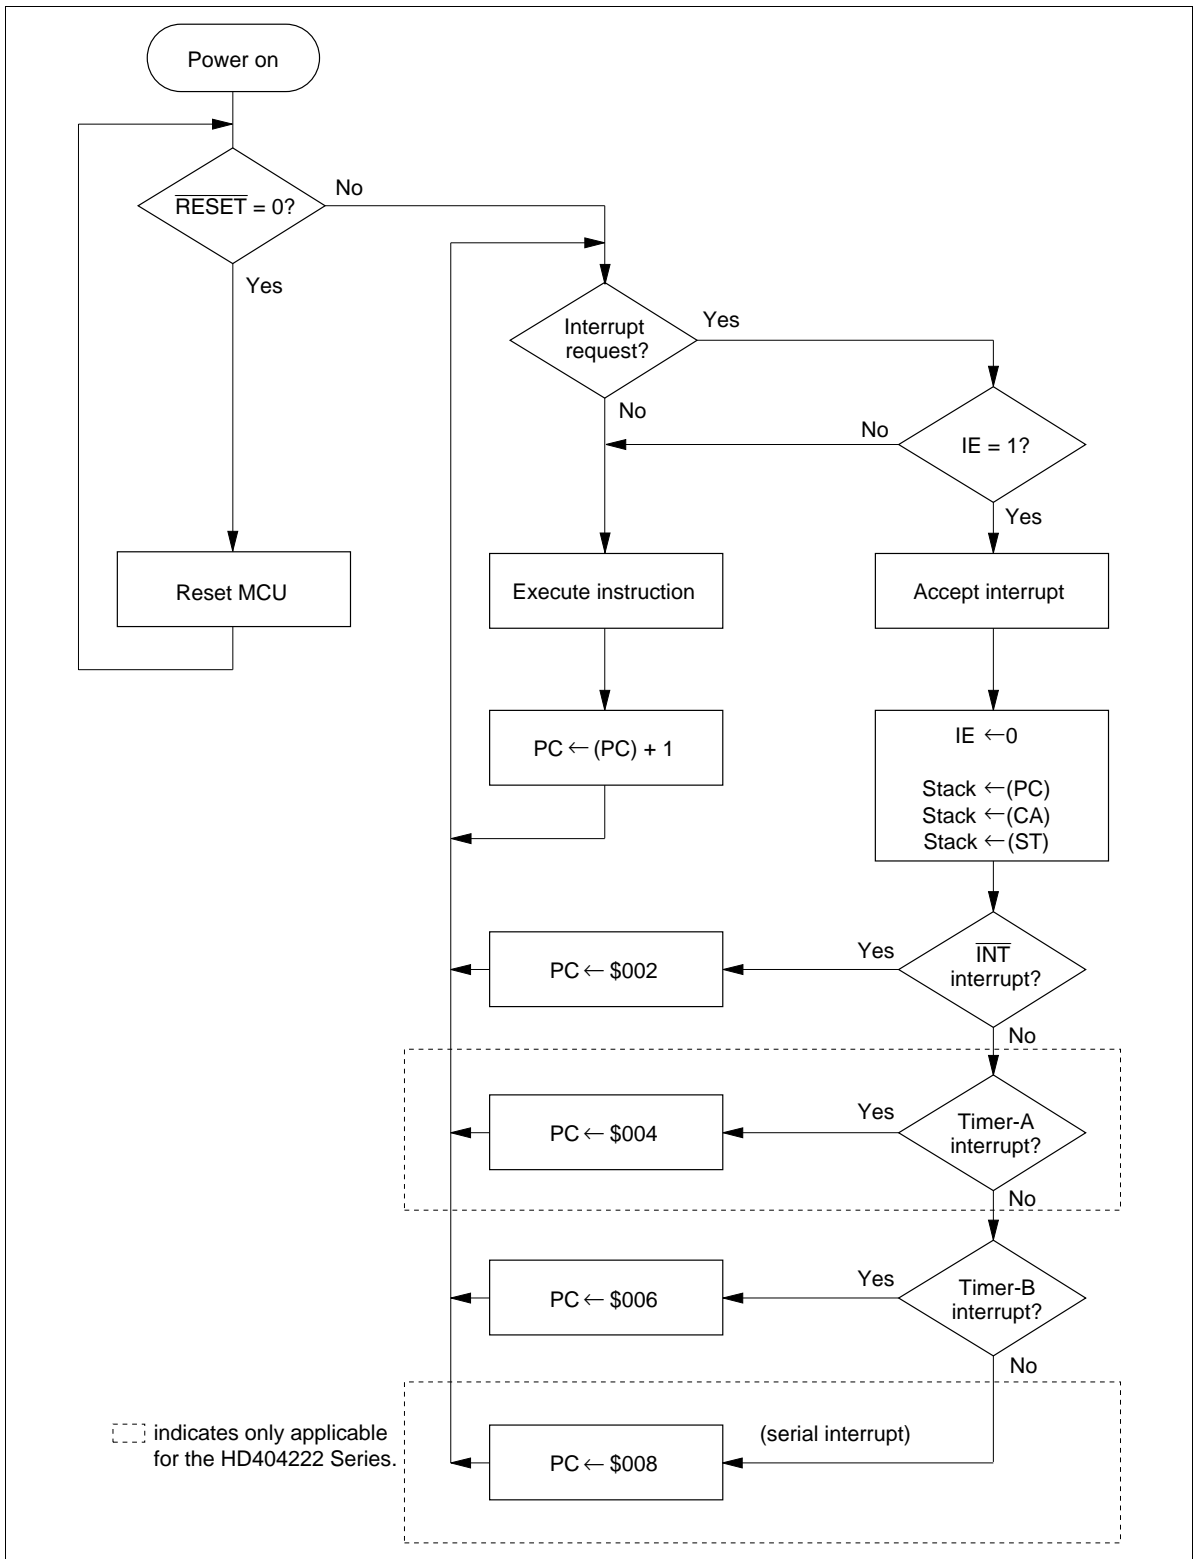 Power on
RESET = 0?
No
Yes
Interrupt
request?
Yes
No
No
IE = 1?
Yes
Reset MCU
Execute instruction
Accept interrupt
PC ← (PC) + 1
IE ←0
Stack ←(PC)
Stack ←(CA)
Stack ←(ST)
PC ← $002
Yes
INT
interrupt?
No
PC ← $004
Yes
Timer-A
interrupt?
No
PC ← $006
Yes
Timer-B
interrupt?
No
indicates only applicable
for the HD404222 Series.
PC ← $008
(serial interrupt)